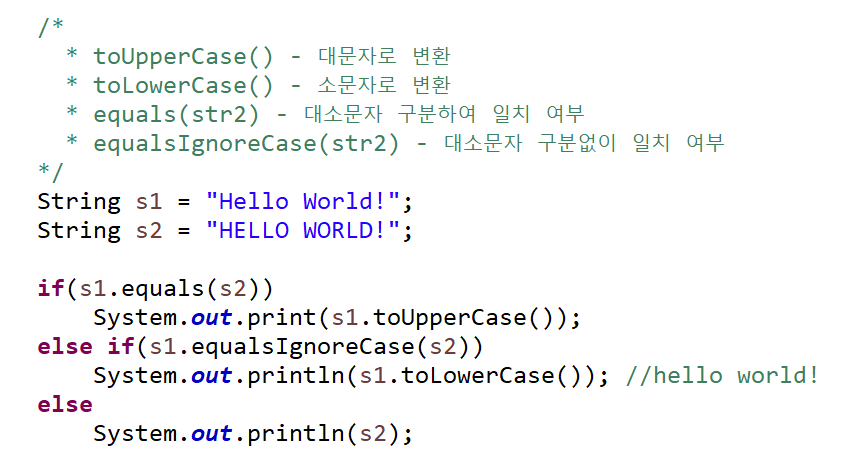 /*
  * toUpperCase() - 대문자로 변환
  * toLowerCase() - 소문자로 변환
  * equals(str2) - 대소문자 구분하여 일치 여부
  * equalsIgnoreCase(str2) - 대소문자 구분없이 일치 여부
*/
String s1 = "Hello World!";
String s2 = "HELLO WORLD!";

if(s1.equals(s2))
    System.out.print(s1.toUpperCase());
else if(s1.equalsIgnoreCase(s2))
    System.out.println(s1.toLowerCase()); //hello world!
else
    System.out.println(s2);